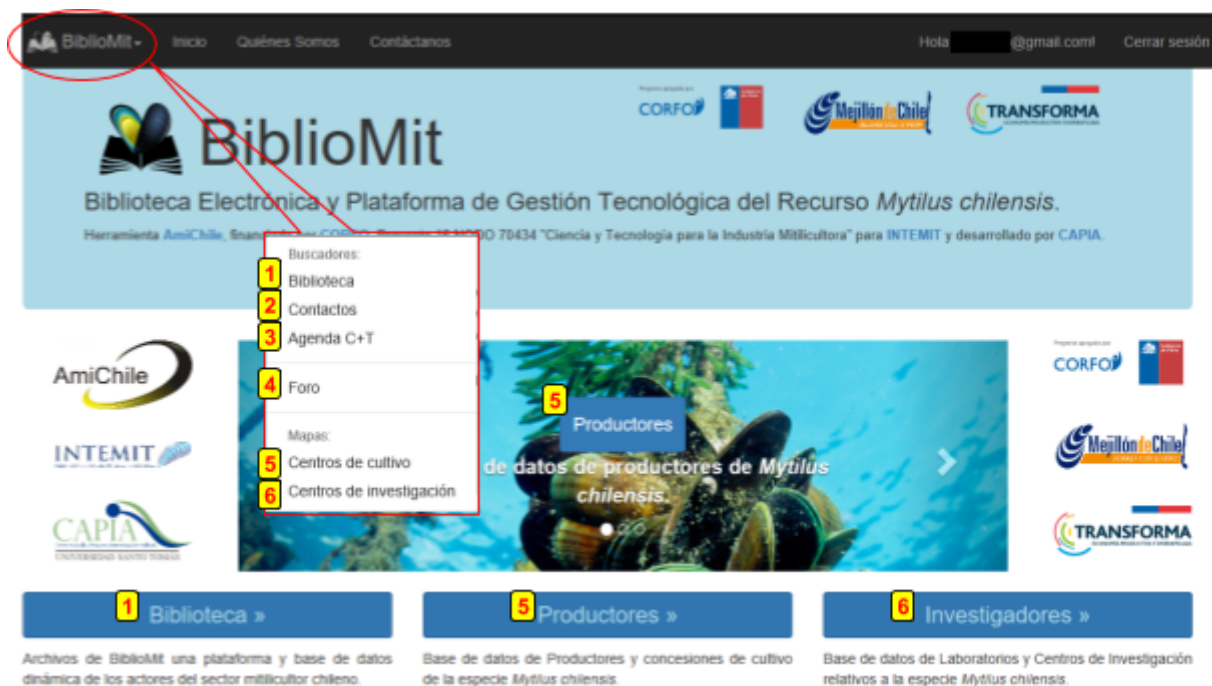 BiblioMit
Inicio
Quiénes Somos
Contáctanos
Hola @gmail.com!
Cerrar sesión
BiblioMit
CORFO
Mejillón de Chile
TRANSFORMA
Biblioteca Electrónica y Plataforma de Gestión Tecnológica del Recurso Mytilus chilensis.
Herramienta AmiChile, 70434 "Ciencia y Tecnología para la Industria Mitilicultora" para INTEMIT y desarrollado por CAPIA.
Buscadores:
1 Biblioteca
2 Contactos
3 Agenda C+T
4 Foro
Mapas:
5 Centros de cultivo
6 Centros de investigación
AmiChile
INTEMIT
CAPIA
UNIVERSIDAD SANTO TOMAS
5
Productores
de datos de productores de Mytilus
chilensis.
CORFO
Mejillón de Chile
TRANSFORMA
1 Biblioteca »
Archivos de BiblioMit una plataforma y base de datos
dinámica de los actores del sector mitilicultor chileno.
5 Productores »
Base de datos de Productores y concesiones de cultivo
de la especie Mytilus chilensis.
6 Investigadores »
Base de datos de Laboratorios y Centros de Investigación
relativos a la especie Mytilus chilensis.